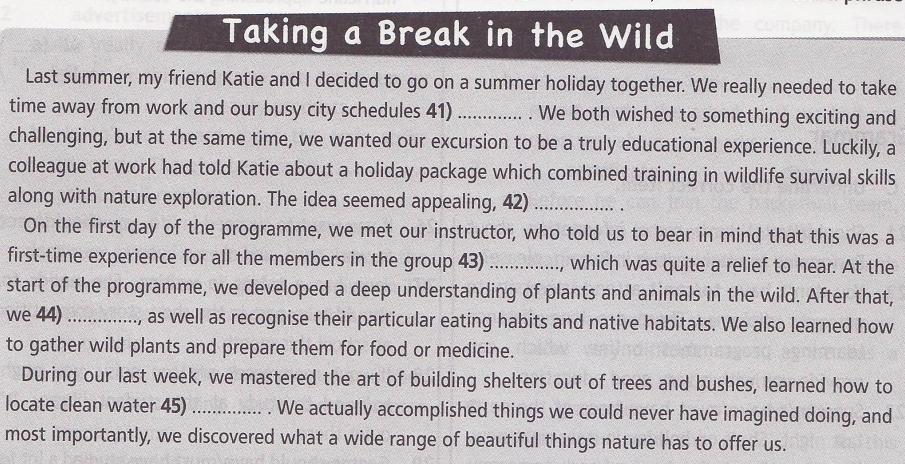 phrase
Taking a Break in the Wild
Last summer, my friend Katie and I decided to go on a summer holiday together. We really needed to take
time away from work and our busy city schedules 41) ............. . We both wished to something exciting and
challenging, but at the same time, we wanted our excursion to be a truly educational experience. Luckily, a
colleague at work had told Katie about a holiday package which combined training in wildlife survival skills
along with nature exploration. The idea seemed appealing, 42) ................ .
On the first day of the programme, we met our instructor, who told us to bear in mind that this was a
first-time experience for all the members in the group 43) .............., which was quite a relief to hear. At the
start of the programme, we developed a deep understanding of plants and animals in the wild. After that,
we 44) .............., as well as recognise their particular eating habits and native habitats. We also learned how
to gather wild plants and prepare them for food or medicine.
During our last week, we mastered the art of building shelters out of trees and bushes, learned how to
locate clean water 45) ............. . We actually accomplished things we could never have imagined doing, and
most importantly, we discovered what a wide range of beautiful things nature has to offer us.